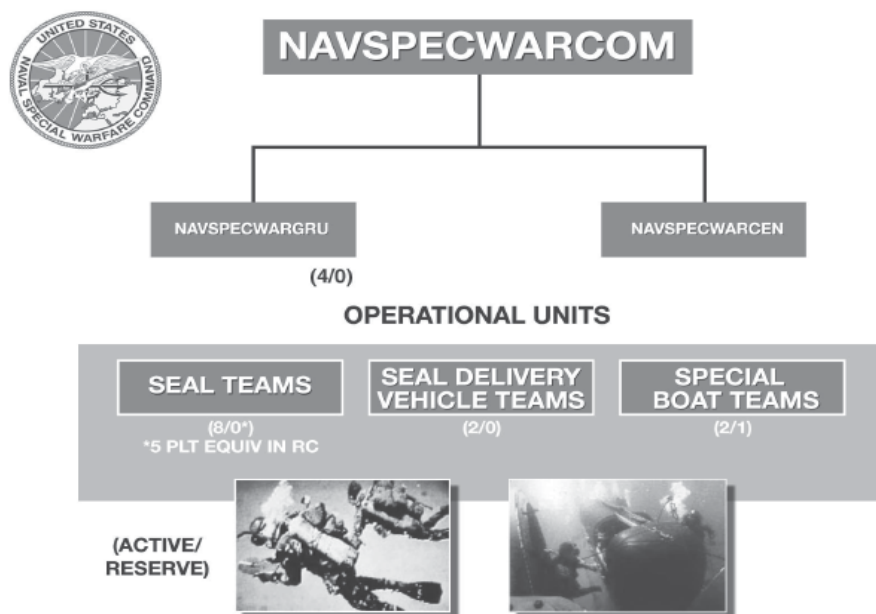 UNITED STATES
NAVAL SPECIAL WARFARE COMMAND
NAVSPECWARCOM
NAVSPECWARGRU
NAVSPECWARCEN
(4/0)
OPERATIONAL UNITS
SEAL TEAMS
(8/0*)
*5 PLT EQUIV IN RC
SEAL DELIVERY
VEHICLE TEAMS
(2/0)
SPECIAL
BOAT TEAMS
(2/1)
(ACTIVE/
RESERVE)